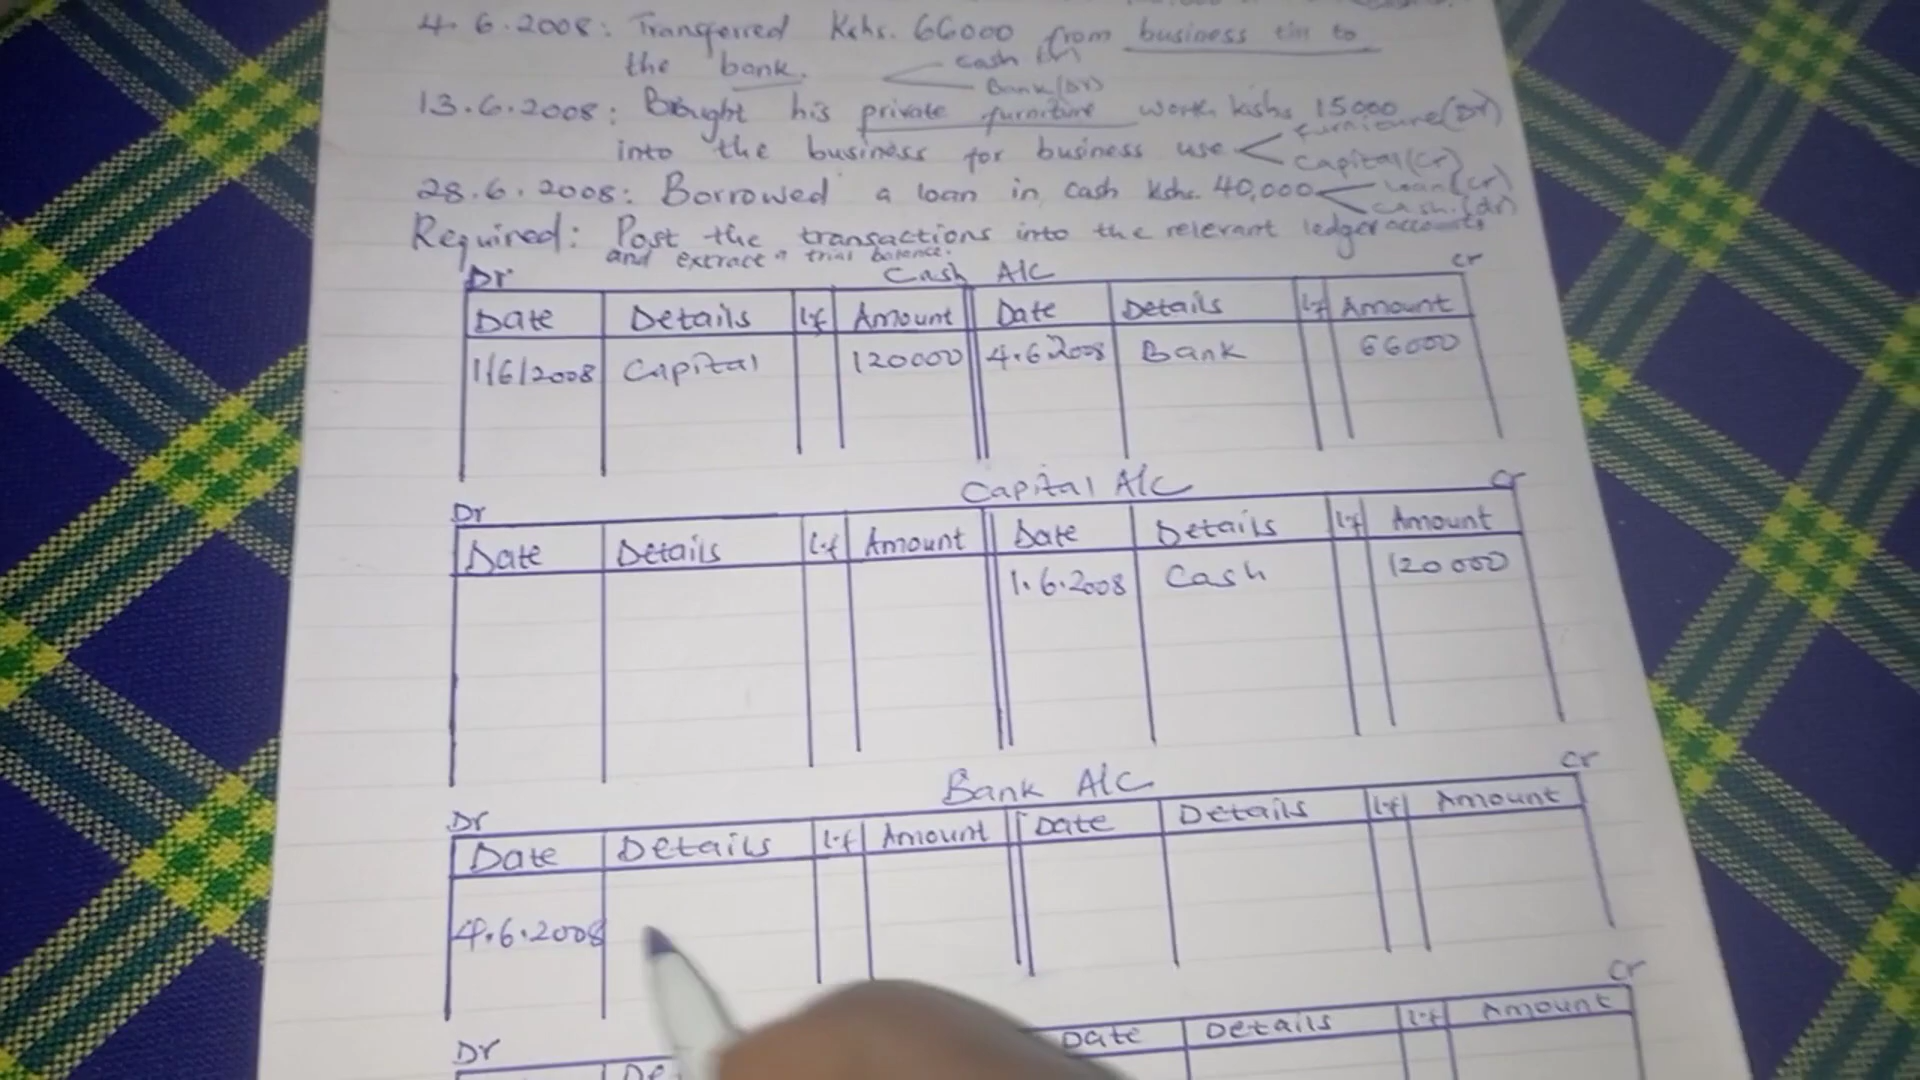 4.6.2008: Transferred Kshs. 66000 from business till to
the bank. cash
Bank (Dr)
13.6.2008: Bought his private furniture worth kshs 15000
furniture (Dr)
into the business for business use capital (Cr)
28.6.2008: Borrowed a loan in cash Kshs. 40,000 loan (cr)
cash (dr)
Required: Post the transactions into the relevant ledger accounts
and extract a trial balance.
Dr Cash A/C Cr
Date Details Lf Amount Date Details Lf Amount
1/6/2008 Capital 120000 4.6.2008 Bank 66000
Dr Capital A/C Cr
Date Details L.f Amount Date Details Lf Amount
1.6.2008 Cash 120000
Dr Bank A/C Cr
Date Details L.f Amount Date Details L.f Amount
4.6.2008
Dr Cr
De Date Details L.f Amount